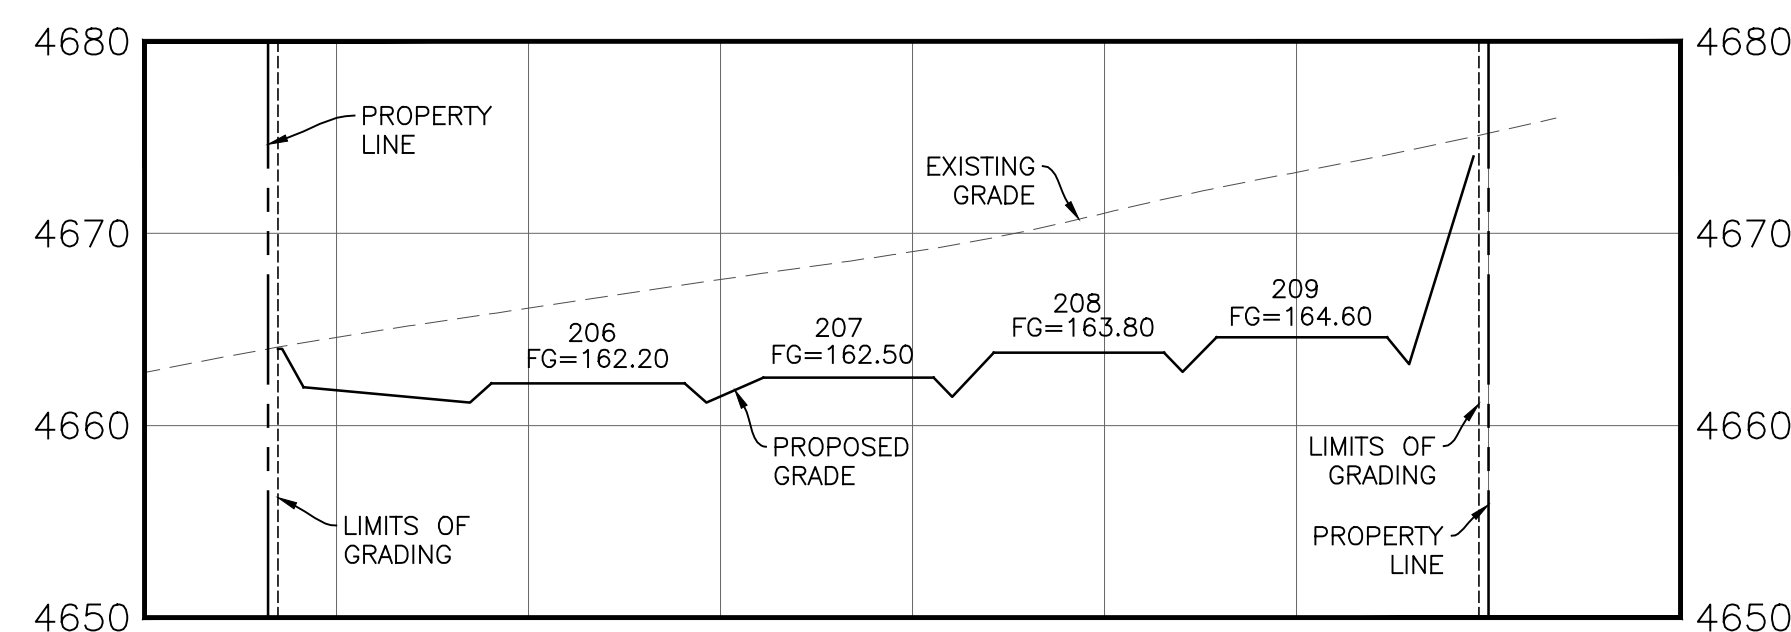 4680
4680
PROPERTY
LINE
EXISTING
GRADE
4670
4670
209
FG=164.60
208
FG=163.80
207
FG=162.50
206
FG=162.20
4660
4660
PROPOSED
GRADE
LIMITS OF
GRADING
LIMITS OF
GRADING
PROPERTY
LINE
4650
4650